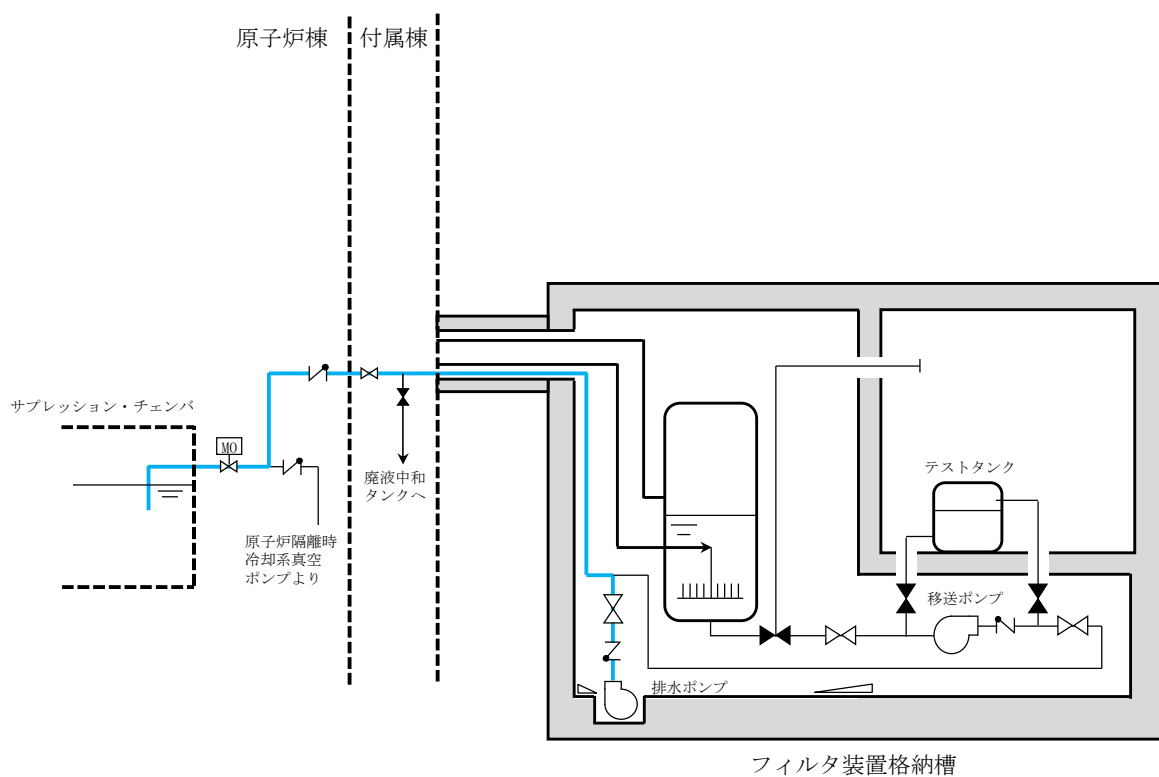 原子炉棟
付属棟
サプレッション・チェンバ
MO
廃液中和
タンクへ
原子炉隔離時
冷却系真空
ポンプより
テストタンク
移送ポンプ
排水ポンプ
フィルタ装置格納槽